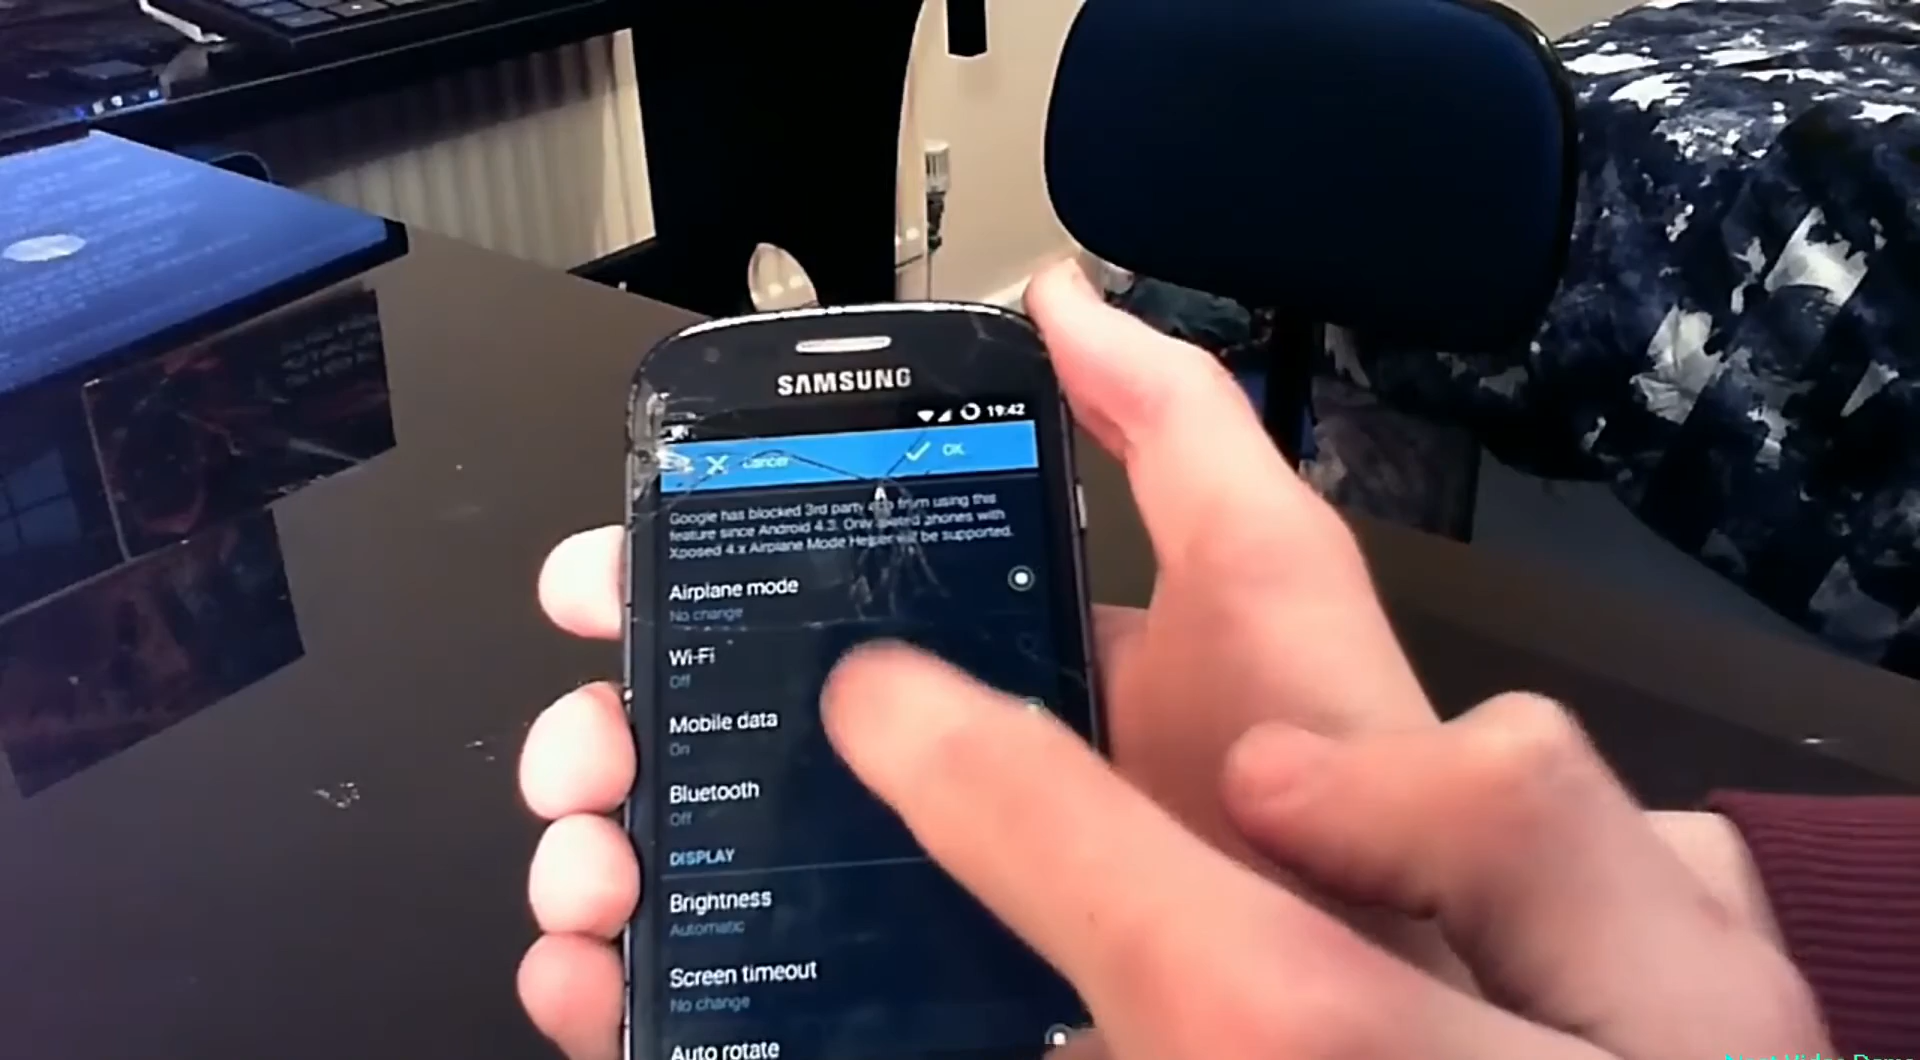 SAMSUNG
19:42
Cancel
OK
Google has blocked 3rd party from using this
feature since Android 4.3. Only phones with
Xposed 4.x Airplane Mode Helper will be supported.
Airplane mode
No change
Wi-Fi
Off
Mobile data
On
Bluetooth
Off
DISPLAY
Brightness
Automatic
Screen timeout
No change
Auto rotate